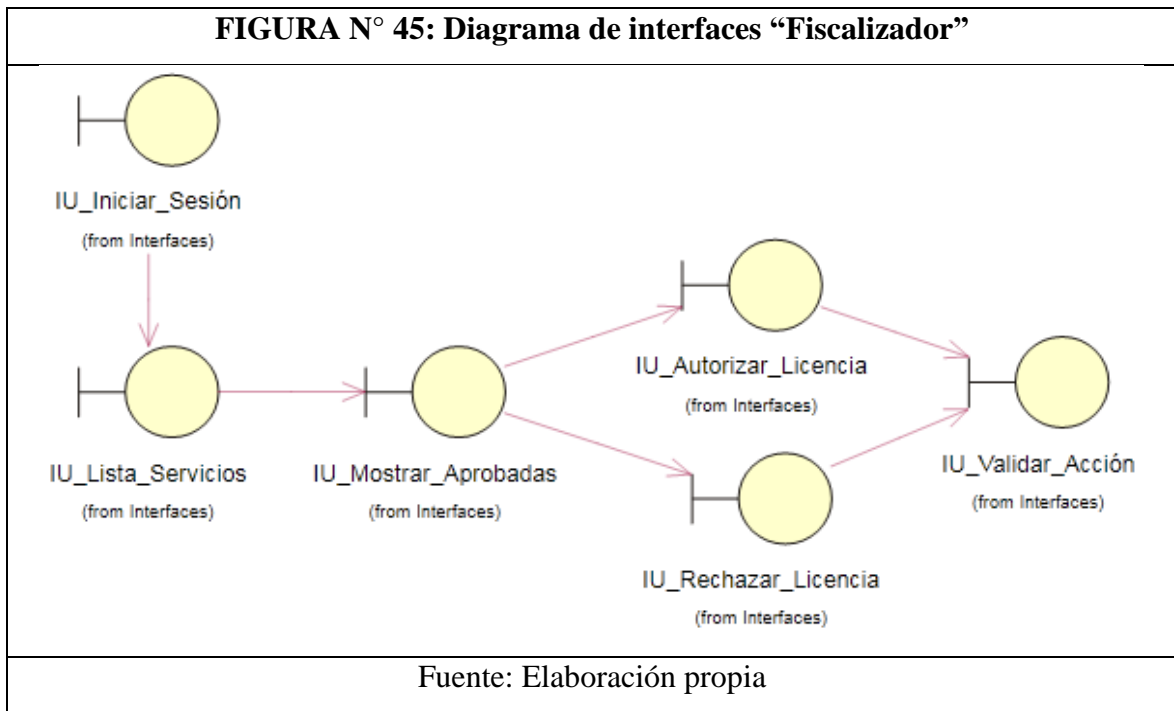 FIGURA N° 45: Diagrama de interfaces “Fiscalizador”
IU_Iniciar_Sesión
(from Interfaces)
IU_Autorizar_Licencia
(from Interfaces)
IU_Lista_Servicios
(from Interfaces)
IU_Mostrar_Aprobadas
(from Interfaces)
IU_Validar_Acción
(from Interfaces)
IU_Rechazar_Licencia
(from Interfaces)
Fuente: Elaboración propia